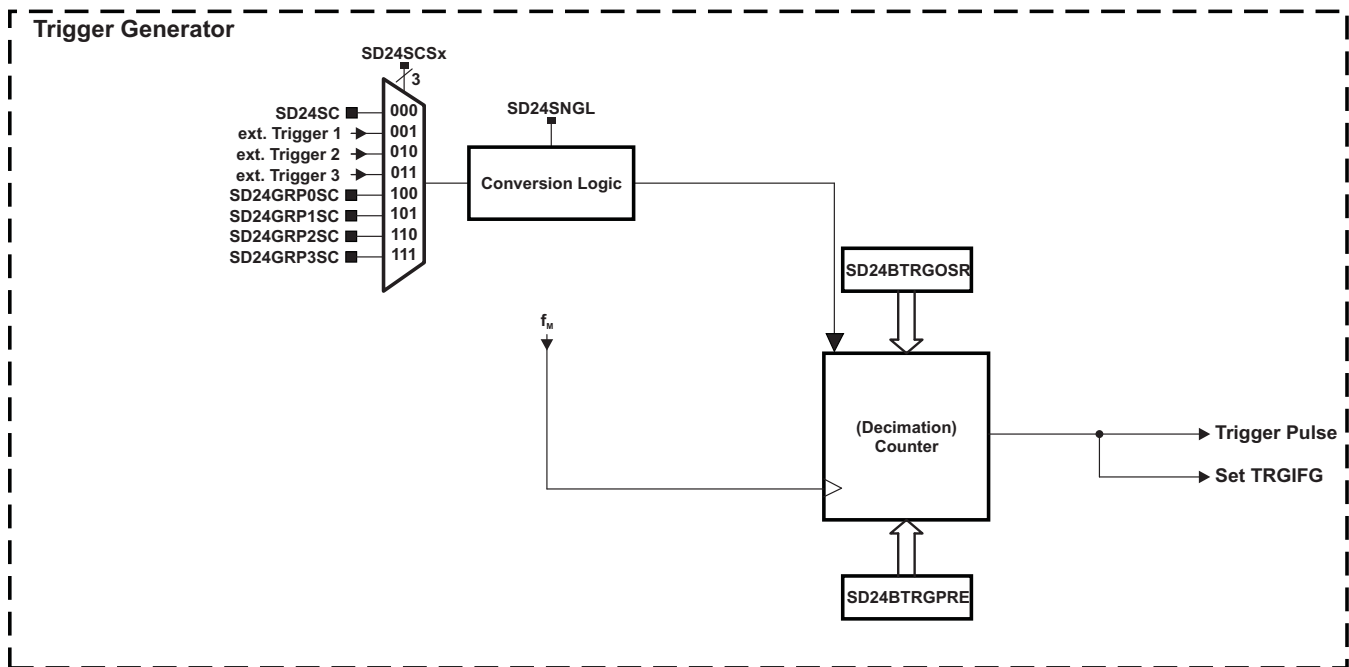 Trigger Generator
SD24SCSx
3
SD24SC
000
ext. Trigger 1
001
ext. Trigger 2
010
ext. Trigger 3
011
SD24GRP0SC
100
SD24GRP1SC
101
SD24GRP2SC
110
SD24GRP3SC
111
SD24SNGL
Conversion Logic
SD24BTRGOSR
fM
(Decimation)
Counter
Trigger Pulse
Set TRGIFG
SD24BTRGPRE